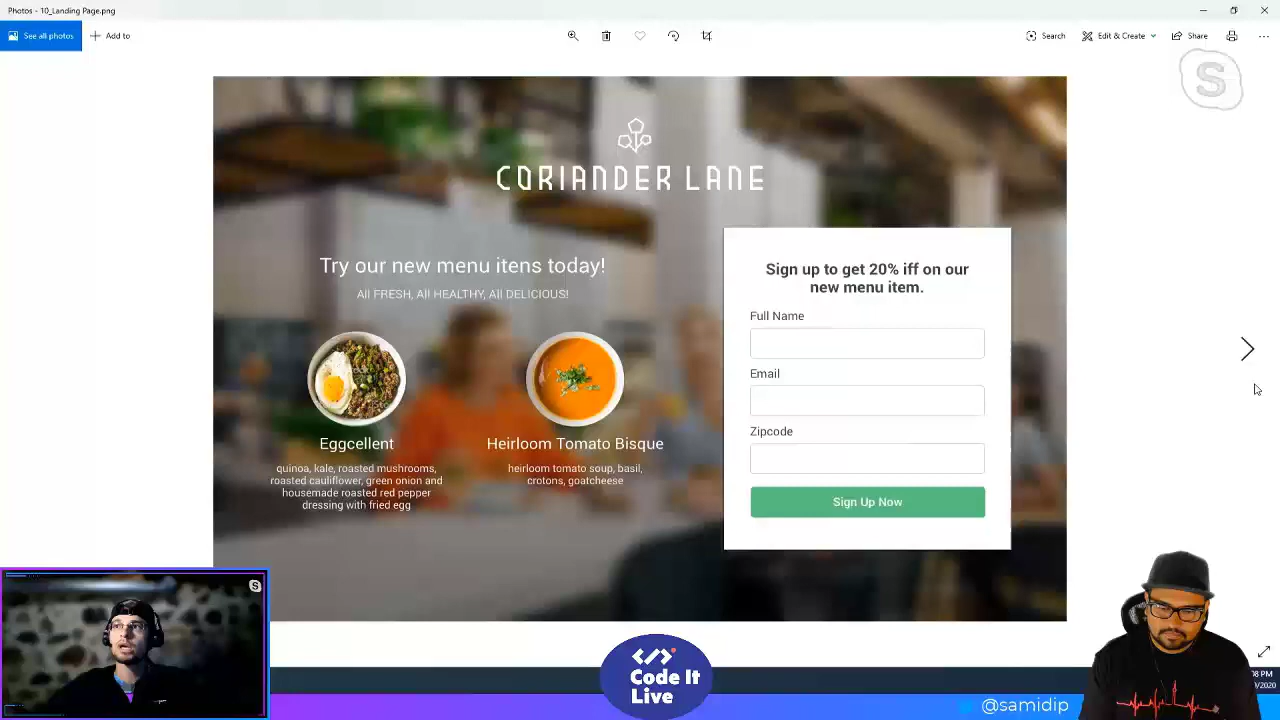 Photos - 10_Landing Page.png
See all photos
Add to
Search
Edit & Create
Share
CORIANDER LANE
Try our new menu itens today!
All FRESH, All HEALTHY, All DELICIOUS!
Eggcellent
quinoa, kale, roasted mushrooms,
roasted cauliflower, green onion and
housemade roasted red pepper
dressing with fried egg
Heirloom Tomato Bisque
heirloom tomato soup, basil,
crotons, goatcheese
Sign up to get 20% iff on our
new menu item.
Full Name
Email
Zipcode
Sign Up Now
</> Code It
Live
@samidip